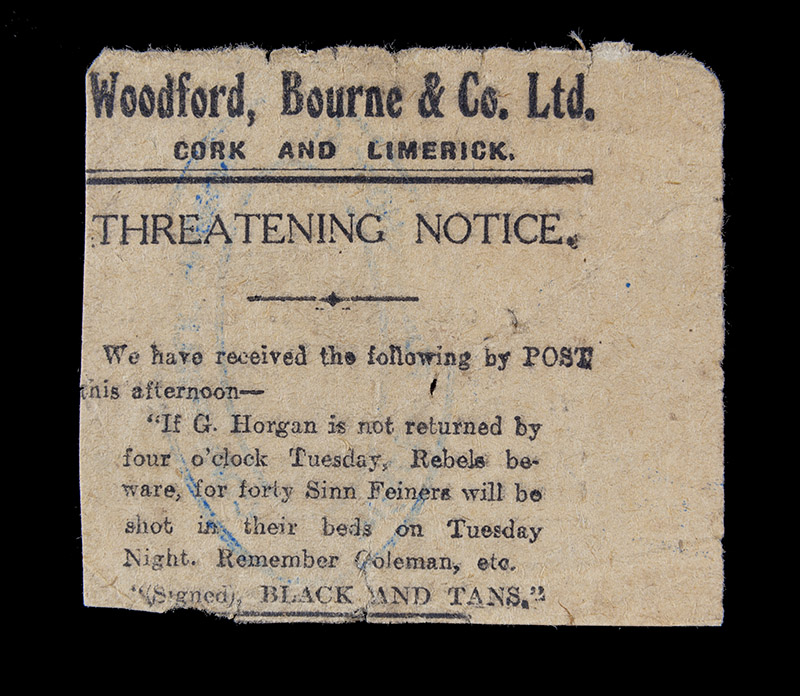 Woodford, Bourne & Co. Ltd.
CORK AND LIMERICK.
THREATENING NOTICE.
We have received the following by POST
this afternoon—
"If G. Horgan is not returned by
four o'clock Tuesday, Rebels be-
ware, for forty Sinn Feiners will be
shot in their beds on Tuesday
Night. Remember Coleman, etc.
"(Signed), BLACK AND TANS."